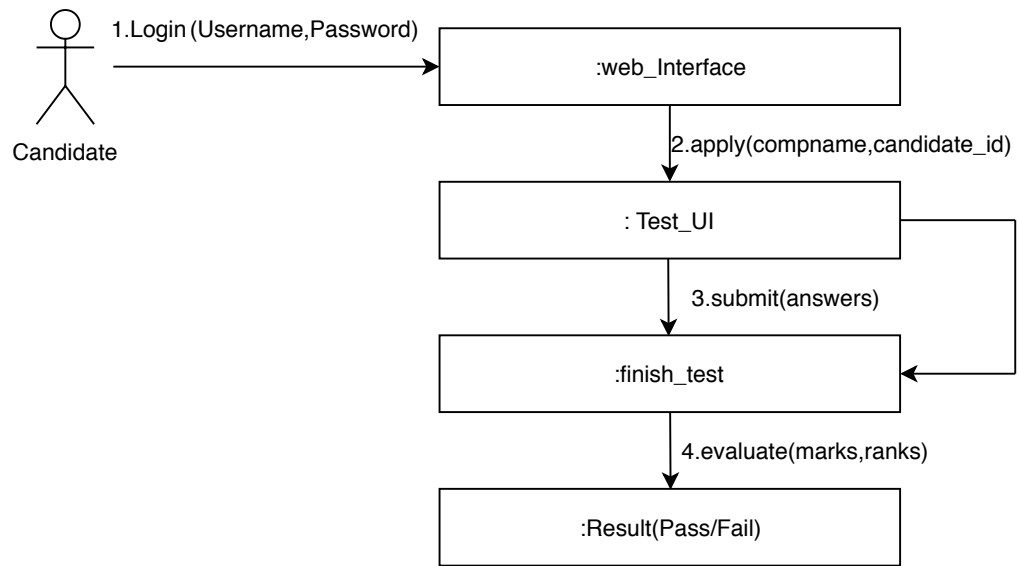 1.Login (Username,Password)
:web_Interface
Candidate
2.apply(compname,candidate_id)
: Test_UI
3.submit(answers)
:finish_test
4.evaluate(marks,ranks)
:Result(Pass/Fail)